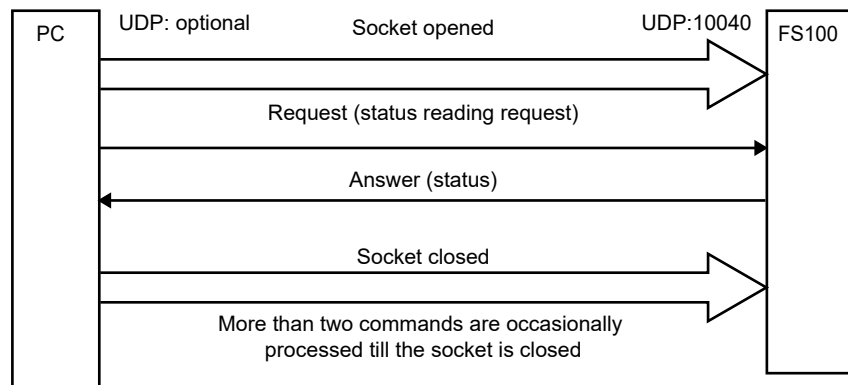 PC
UDP: optional
Socket opened
UDP:10040
FS100
Request (status reading request)
Answer (status)
Socket closed
More than two commands are occasionally
processed till the socket is closed